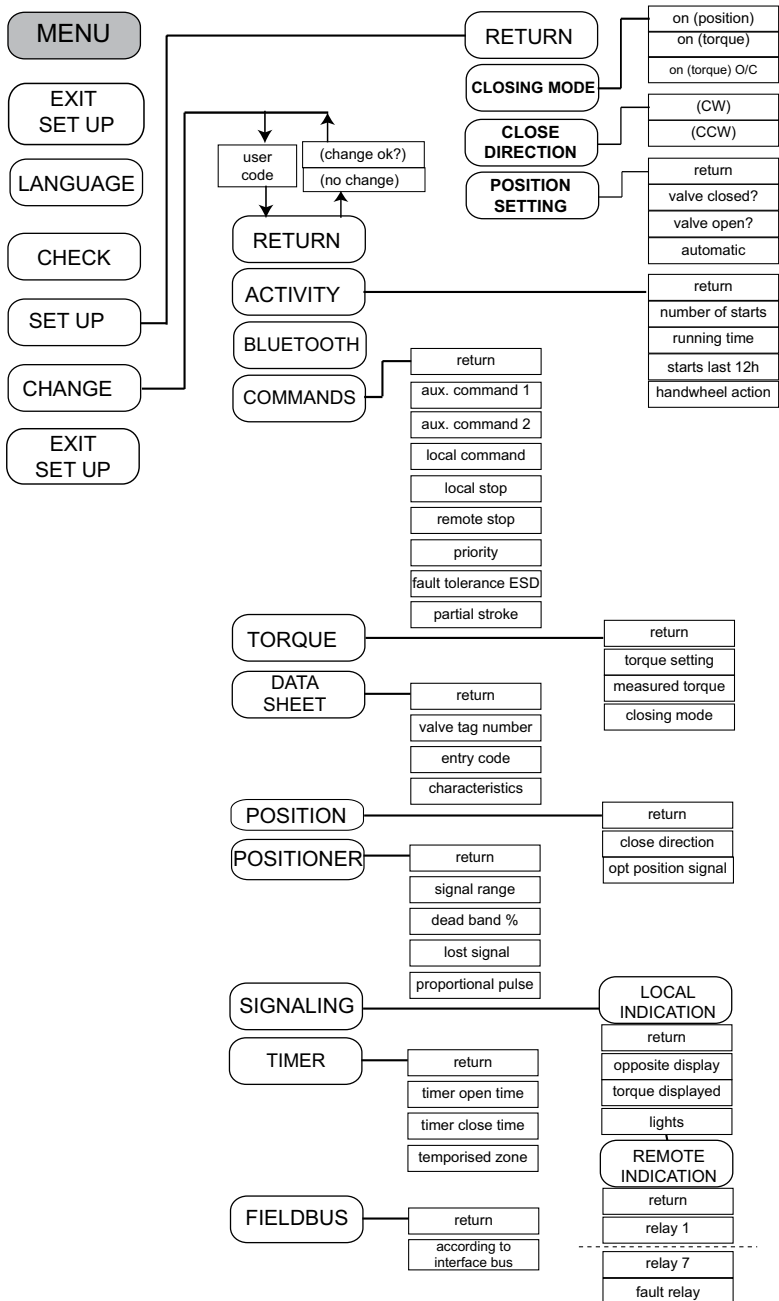 MENU
EXIT
SET UP
LANGUAGE
CHECK
SET UP
CHANGE
EXIT
SET UP
RETURN
CLOSING MODE
on (position)
on (torque)
on (torque) O/C
CLOSE
DIRECTION
(CW)
(CCW)
POSITION
SETTING
return
valve closed?
valve open?
automatic
user
code
(change ok?)
(no change)
RETURN
ACTIVITY
return
number of starts
running time
starts last 12h
handwheel action
BLUETOOTH
COMMANDS
return
aux. command 1
aux. command 2
local command
local stop
remote stop
priority
fault tolerance ESD
partial stroke
TORQUE
return
torque setting
measured torque
closing mode
DATA
SHEET
return
valve tag number
entry code
characteristics
POSITION
return
close direction
opt position signal
POSITIONER
return
signal range
dead band %
lost signal
proportional pulse
SIGNALING
LOCAL
INDICATION
return
opposite display
torque displayed
lights
REMOTE
INDICATION
return
relay 1
relay 7
fault relay
TIMER
return
timer open time
timer close time
temporised zone
FIELDBUS
return
according to
interface bus